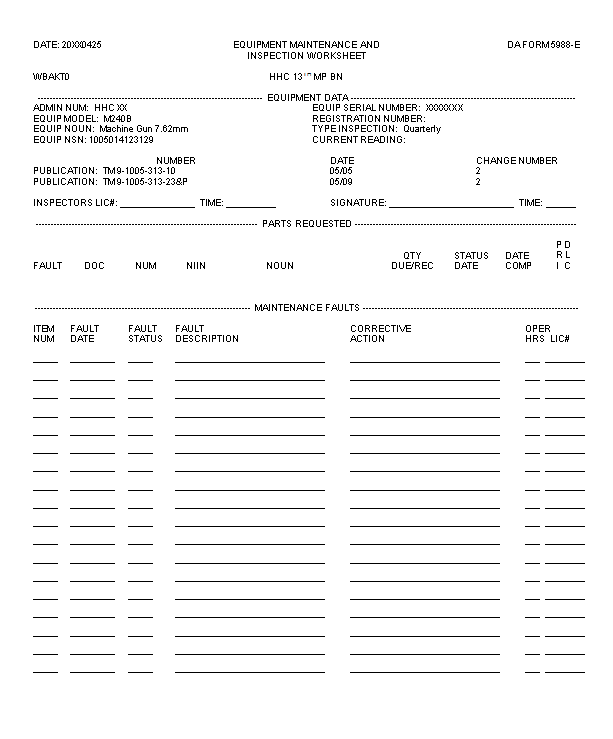 DATE: 20XX0425 EQUIPMENT MAINTENANCE AND DA FORM 5988-E
INSPECTION WORKSHEET
WBAKT0 HHC 13TH MP BN
EQUIPMENT DATA
ADMIN NUM: HHC XX EQUIP SERIAL NUMBER: XXXXXXX
EQUIP MODEL: M240B REGISTRATION NUMBER:
EQUIP NOUN: Machine Gun 7.62mm TYPE INSPECTION: Quarterly
EQUIP NSN: 1005014123129 CURRENT READING:
NUMBER DATE CHANGE NUMBER
PUBLICATION: TM9-1005-313-10 05/05 2
PUBLICATION: TM9-1005-313-23&P 05/09 2
INSPECTORS LIC#: TIME: SIGNATURE: TIME:
PARTS REQUESTED
P D
QTY STATUS DATE R L
FAULT DOC NUM NIIN NOUN DUE/REC DATE COMP I C
MAINTENANCE FAULTS
ITEM FAULT FAULT FAULT CORRECTIVE OPER
NUM DATE STATUS DESCRIPTION ACTION HRS LIC#